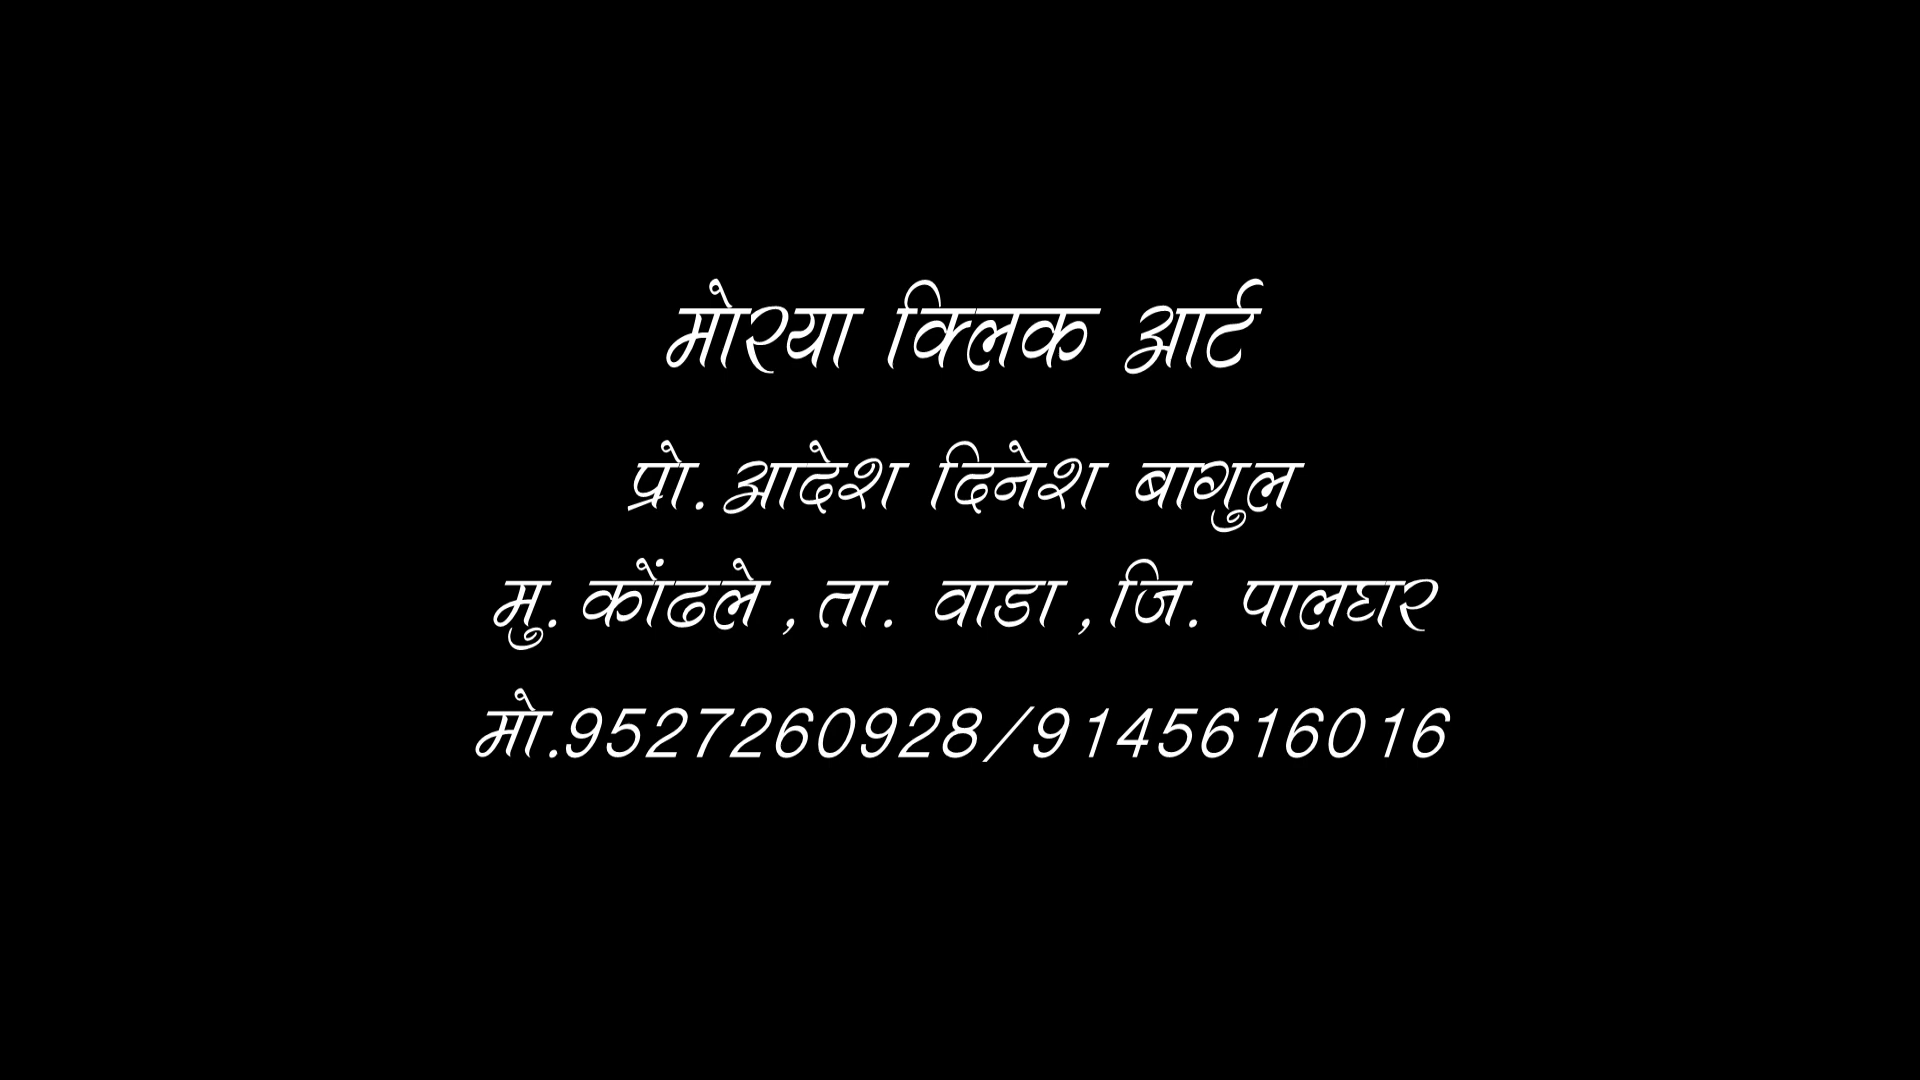 मोरया क्लिक आर्ट
प्रो. आदेश दिनेश बागुल
मु. कोंढले , ता. वाडा , जि. पालघर
मो.9527260928/9145616016